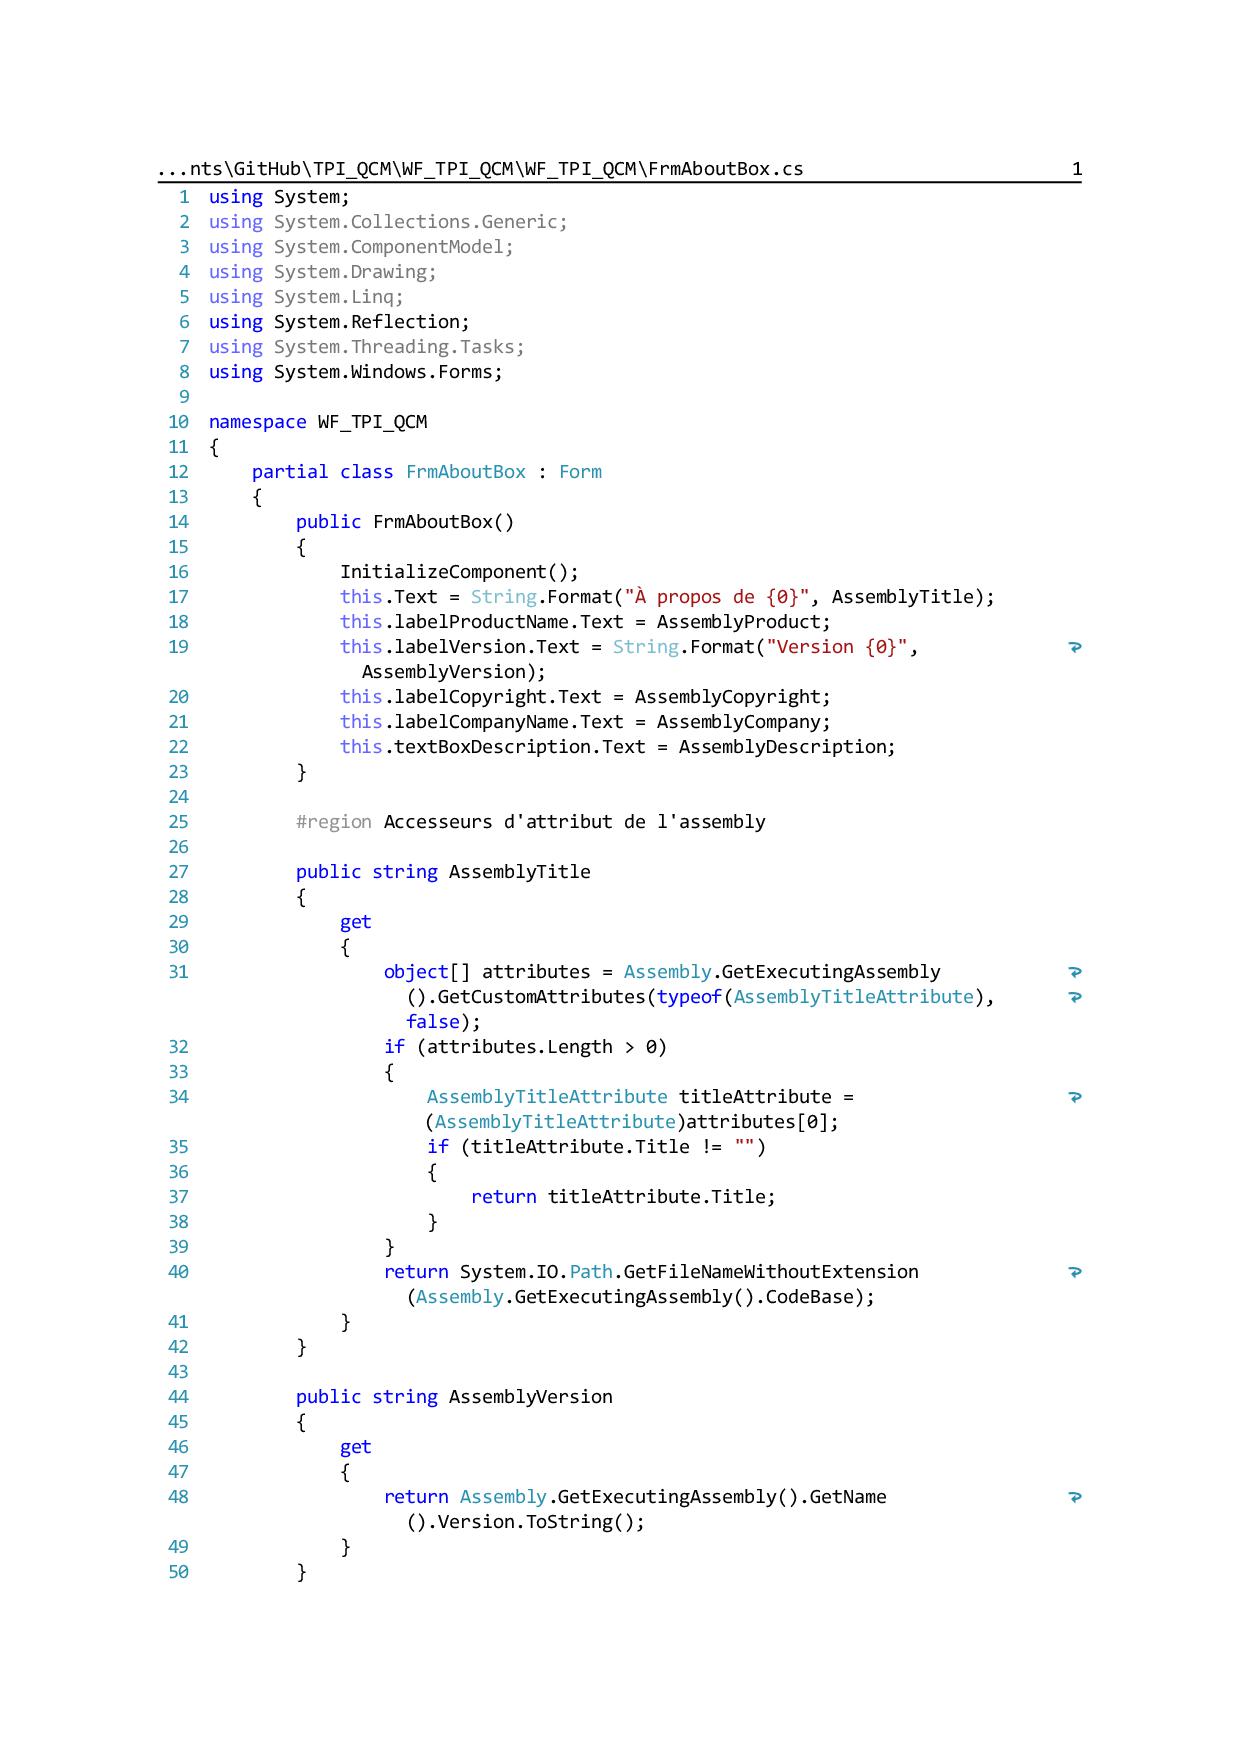 ...nts\GitHub\TPI_QCM\WF_TPI_QCM\WF_TPI_QCM\FrmAboutBox.cs 1
1 using System;
2 using System.Collections.Generic;
3 using System.ComponentModel;
4 using System.Drawing;
5 using System.Linq;
6 using System.Reflection;
7 using System.Threading.Tasks;
8 using System.Windows.Forms;
9
10 namespace WF_TPI_QCM
11 {
12     partial class FrmAboutBox : Form
13     {
14         public FrmAboutBox()
15         {
16             InitializeComponent();
17             this.Text = String.Format("À propos de {0}", AssemblyTitle);
18             this.labelProductName.Text = AssemblyProduct;
19             this.labelVersion.Text = String.Format("Version {0}",
               AssemblyVersion);
20             this.labelCopyright.Text = AssemblyCopyright;
21             this.labelCompanyName.Text = AssemblyCompany;
22             this.textBoxDescription.Text = AssemblyDescription;
23         }
24
25         #region Accesseurs d'attribut de l'assembly
26
27         public string AssemblyTitle
28         {
29             get
30             {
31                 object[] attributes = Assembly.GetExecutingAssembly
                   ().GetCustomAttributes(typeof(AssemblyTitleAttribute),
                   false);
32                 if (attributes.Length > 0)
33                 {
34                     AssemblyTitleAttribute titleAttribute =
                     (AssemblyTitleAttribute)attributes[0];
35                     if (titleAttribute.Title != "")
36                     {
37                         return titleAttribute.Title;
38                     }
39                 }
40                 return System.IO.Path.GetFileNameWithoutExtension
                   (Assembly.GetExecutingAssembly().CodeBase);
41             }
42         }
43
44         public string AssemblyVersion
45         {
46             get
47             {
48                 return Assembly.GetExecutingAssembly().GetName
                   ().Version.ToString();
49             }
50         }